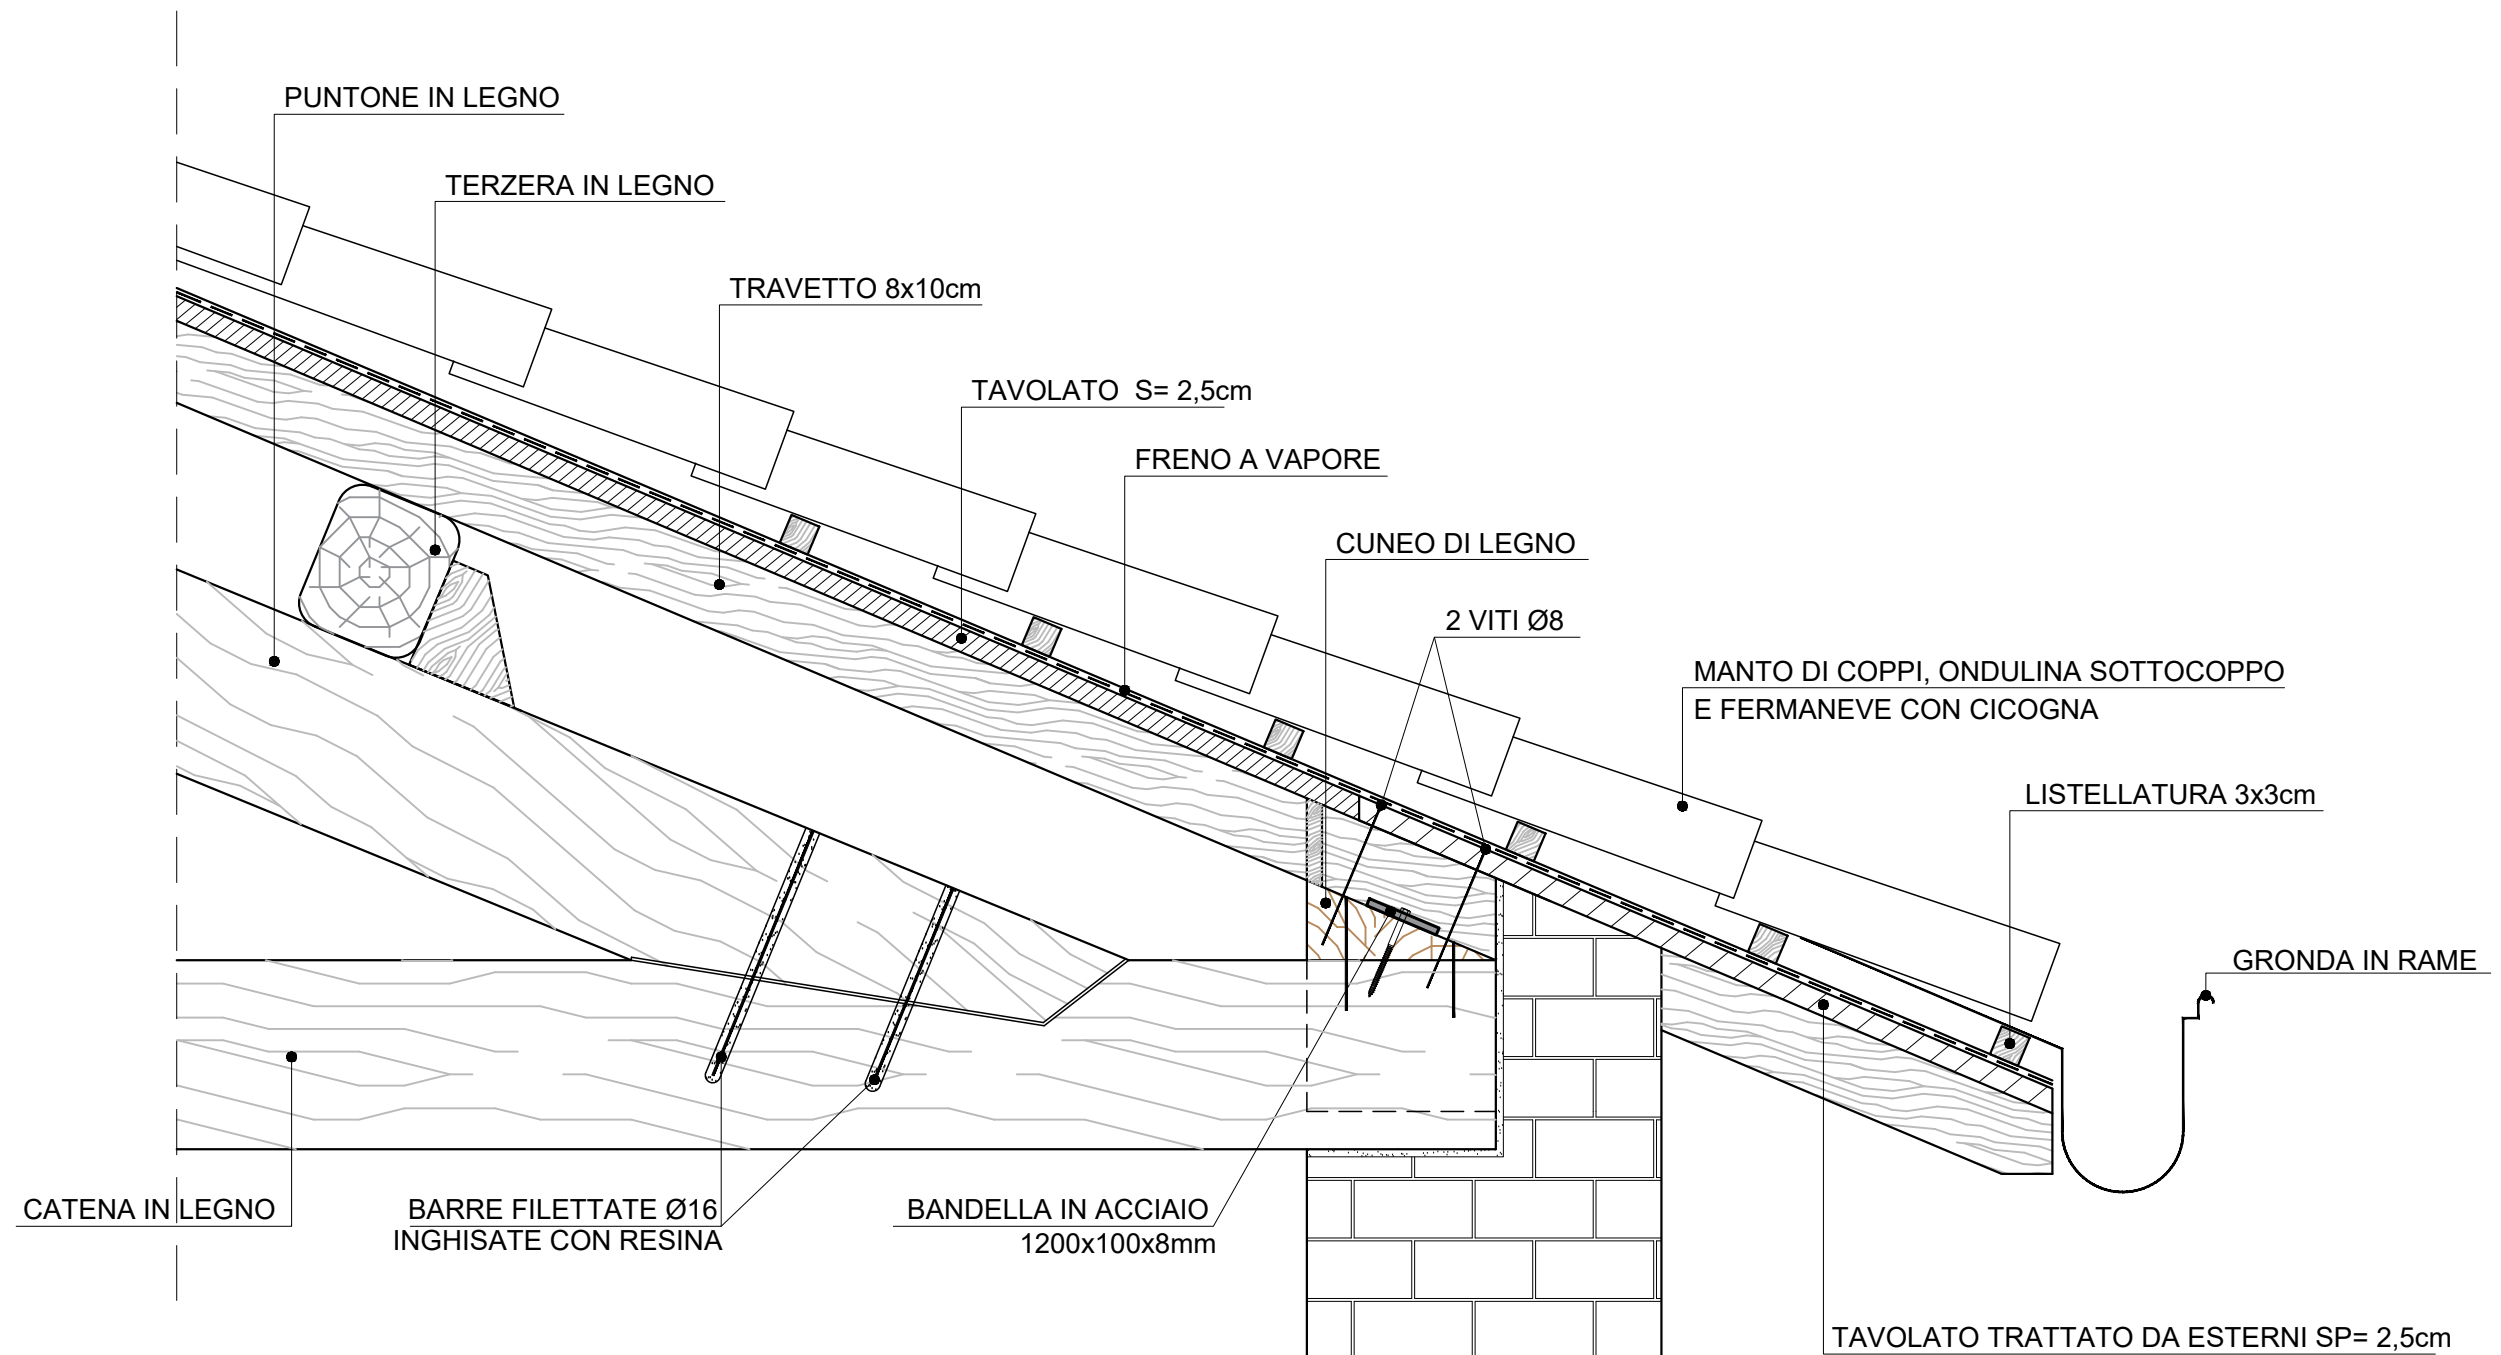 PUNTONE IN LEGNO
TERZERA IN LEGNO
TRAVETTO 8x10cm
TAVOLATO S= 2,5cm
FRENO A VAPORE
CUNEO DI LEGNO
2 VITI Ø8
MANTO DI COPPI, ONDULINA SOTTOCOPPO
E FERMANEVE CON CICOGNA
LISTELLATURA 3x3cm
GRONDA IN RAME
CATENA IN LEGNO
BARRE FILETTATE Ø16
INGHISATE CON RESINA
BANDELLA IN ACCIAIO
1200x100x8mm
TAVOLATO TRATTATO DA ESTERNI SP= 2,5cm